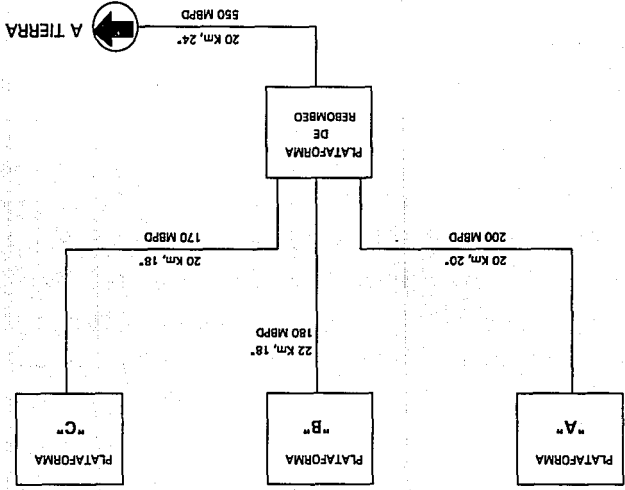 PLATAFORMA
"C"
PLATAFORMA
"B"
PLATAFORMA
"A"
22 Km, 18"
180 MBPD
20 Km, 18"
170 MBPD
20 Km, 20"
200 MBPD
PLATAFORMA
DE
REBOMBEO
20 Km, 24"
550 MBPD
A TIERRA